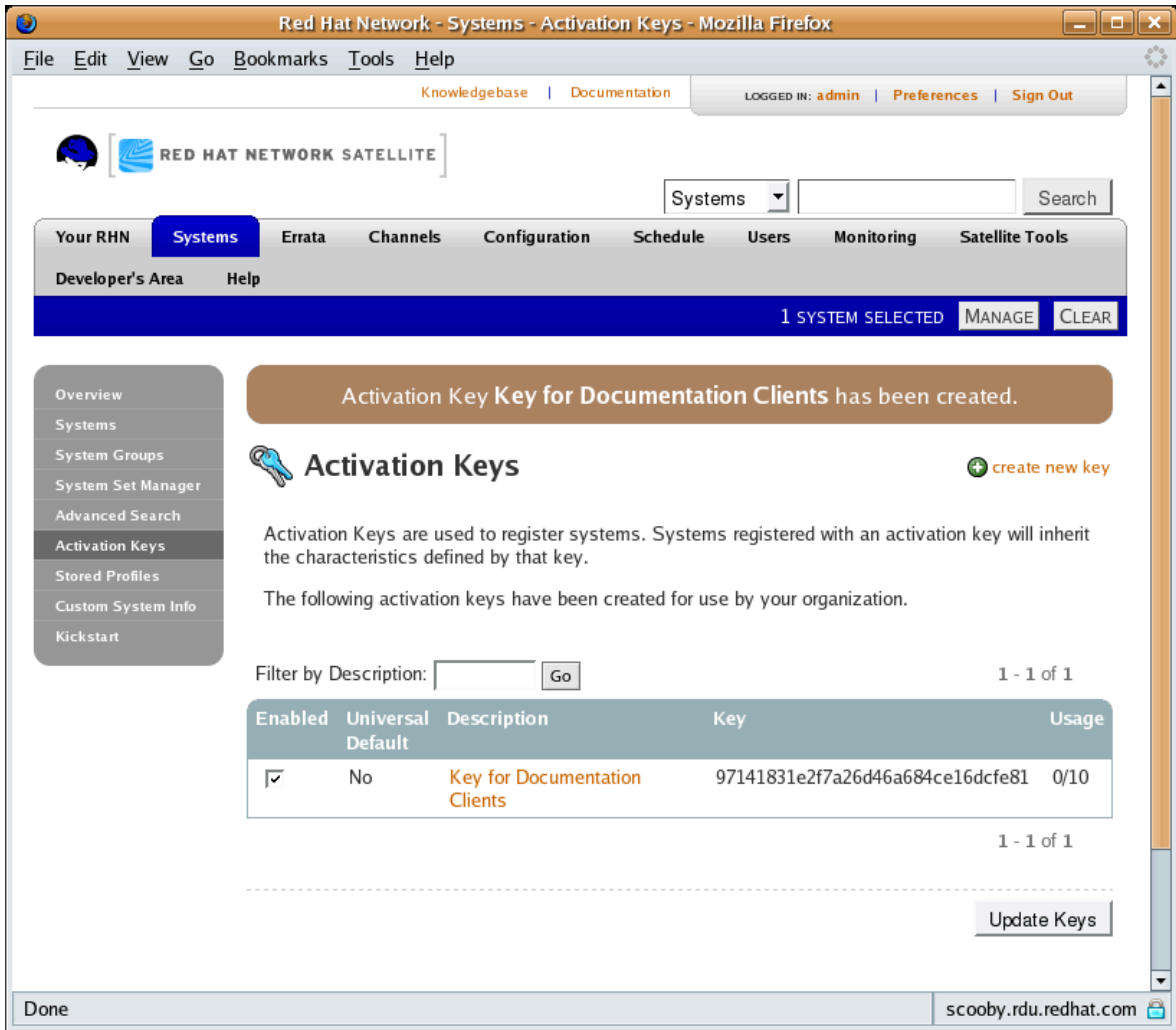 Red Hat Network - Systems - Activation Keys - Mozilla Firefox
File Edit View Go Bookmarks Tools Help
Knowledgebase | Documentation
LOGGED IN: admin | Preferences | Sign Out
RED HAT NETWORK SATELLITE
Systems Search
Your RHN Systems Errata Channels Configuration Schedule Users Monitoring Satellite Tools
Developer's Area Help
1 SYSTEM SELECTED MANAGE CLEAR
Overview
Systems
System Groups
System Set Manager
Advanced Search
Activation Keys
Stored Profiles
Custom System Info
Kickstart
Activation Key Key for Documentation Clients has been created.
Activation Keys
create new key
Activation Keys are used to register systems. Systems registered with an activation key will inherit
the characteristics defined by that key.
The following activation keys have been created for use by your organization.
Filter by Description: Go
1 - 1 of 1
Enabled Universal Default Description Key Usage
No Key for Documentation Clients 97141831e2f7a26d46a684ce16dcfe81 0/10
1 - 1 of 1
Update Keys
Done
scooby.rdu.redhat.com